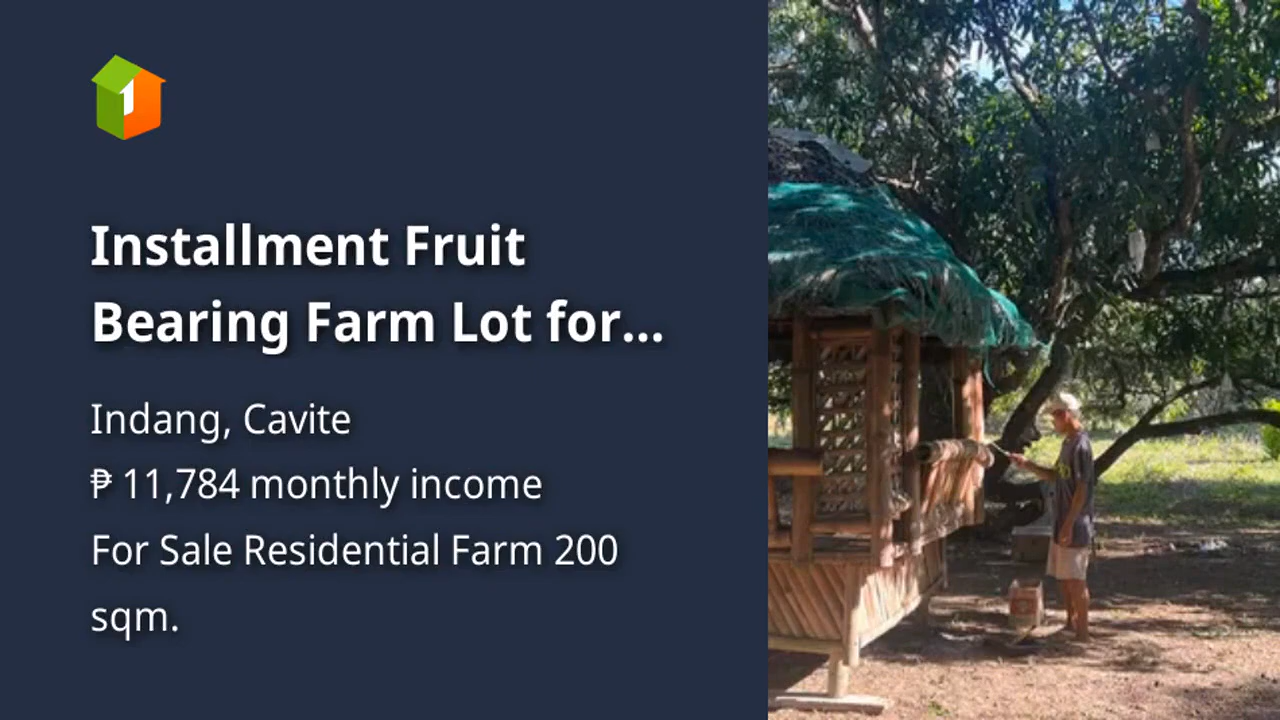 Installment Fruit
Bearing Farm Lot for...
Indang, Cavite
₱ 11,784 monthly income
For Sale Residential Farm 200
sqm.